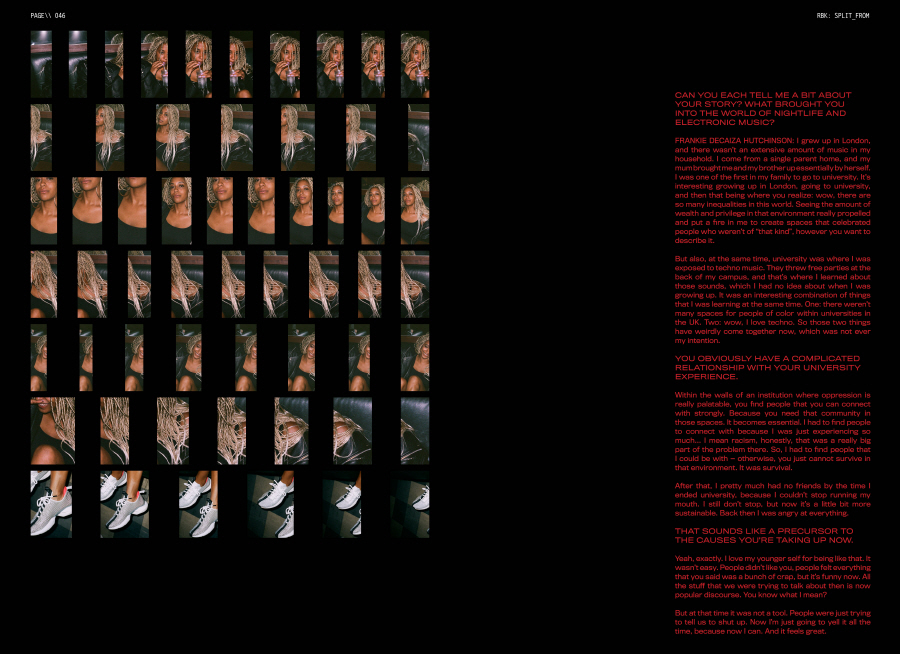 PAGE\\ 046
RBK: SPLIT_FROM
CAN YOU EACH TELL ME A BIT ABOUT
YOUR STORY? WHAT BROUGHT YOU
INTO THE WORLD OF NIGHTLIFE AND
ELECTRONIC MUSIC?
FRANKIE DECAIZA HUTCHINSON: I grew up in London,
and there wasn't an extensive amount of music in my
household. I come from a single parent home, and my
mum brought me and my brother up essentially by herself.
I was one of the first in my family to go to university. It's
interesting growing up in London, going to university,
and then that being where you realize: wow, there are
so many inequalities in this world. Seeing the amount of
wealth and privilege in that environment really propelled
and put a fire in me to create spaces that celebrated
people who weren't of "that kind", however you want to
describe it.
But also, at the same time, university was where I was
exposed to techno music. They threw free parties at the
back of my campus, and that's where I learned about
those sounds, which I had no idea about when I was
growing up. It was an interesting combination of things
that I was learning at the same time. One: there weren't
many spaces for people of color within universities in
the UK. Two: wow, I love techno. So those two things
have weirdly come together now, which was not ever
my intention.
YOU OBVIOUSLY HAVE A COMPLICATED
RELATIONSHIP WITH YOUR UNIVERSITY
EXPERIENCE.
Within the walls of an institution where oppression is
really palatable, you find people that you can connect
with strongly. Because you need that community in
those spaces. It becomes essential. I had to find people
to connect with because I was just experiencing so
much... I mean racism, honestly, that was a really big
part of the problem there. So, I had to find people that
I could be with – otherwise, you just cannot survive in
that environment. It was survival.
After that, I pretty much had no friends by the time I
ended university, because I couldn't stop running my
mouth. I still don't stop, but now it's a little bit more
sustainable. Back then I was angry at everything.
THAT SOUNDS LIKE A PRECURSOR TO
THE CAUSES YOU'RE TAKING UP NOW.
Yeah, exactly. I love my younger self for being like that. It
wasn't easy. People didn't like you, people felt everything
that you said was a bunch of crap, but it's funny now. All
the stuff that we were trying to talk about then is now
popular discourse. You know what I mean?
But at that time it was not a tool. People were just trying
to tell us to shut up. Now I'm just going to yell it all the
time, because now I can. And it feels great.